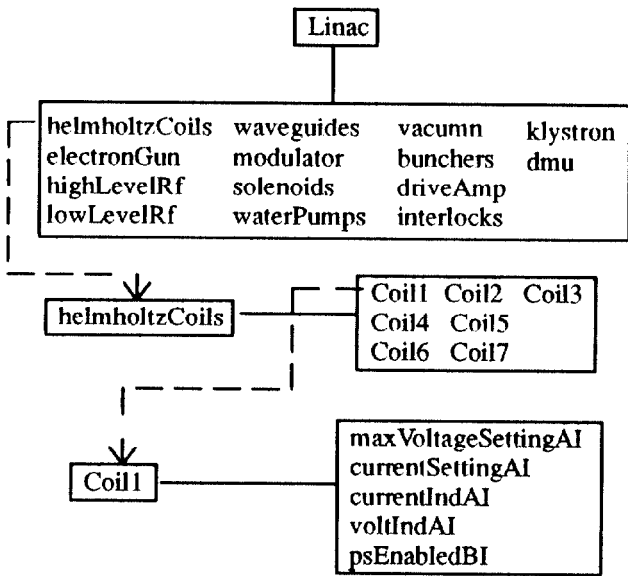 Linac
helmholtzCoils waveguides vacumn klystron
electronGun modulator bunchers dmu
highLevelRf solenoids driveAmp
lowLevelRf waterPumps interlocks
helmholtzCoils
Coil1 Coil2 Coil3
Coil4 Coil5
Coil6 Coil7
Coil1
maxVoltageSettingAI
currentSettingAI
currentIndAI
voltIndAI
psEnabledBI